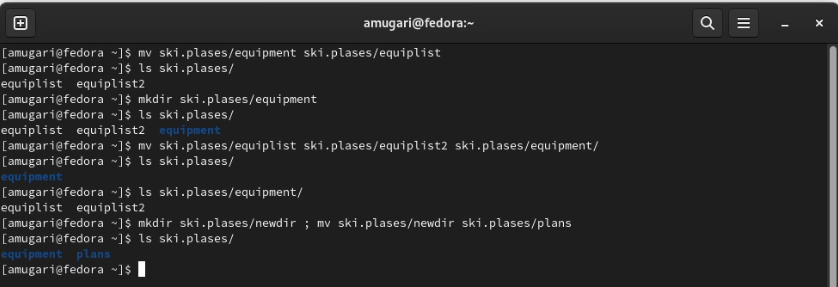 amugari@fedora:~
[amugari@fedora ~]$ mv ski.plases/equipment ski.plases/equiplist
[amugari@fedora ~]$ ls ski.plases/
equiplist  equiplist2
[amugari@fedora ~]$ mkdir ski.plases/equipment
[amugari@fedora ~]$ ls ski.plases/
equiplist  equiplist2  equipment
[amugari@fedora ~]$ mv ski.plases/equiplist ski.plases/equiplist2 ski.plases/equipment/
[amugari@fedora ~]$ ls ski.plases/
equipment
[amugari@fedora ~]$ ls ski.plases/equipment/
equiplist  equiplist2
[amugari@fedora ~]$ mkdir ski.plases/newdir ; mv ski.plases/newdir ski.plases/plans
[amugari@fedora ~]$ ls ski.plases/
equipment  plans
[amugari@fedora ~]$